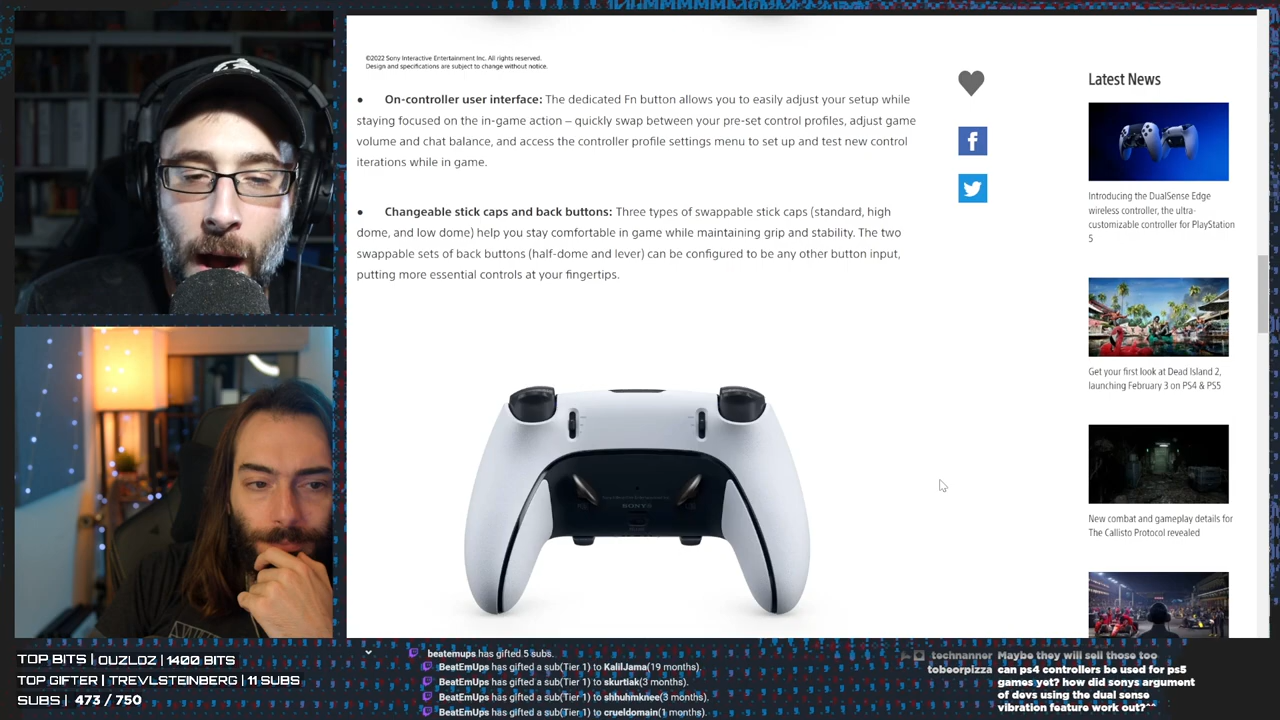 ©2022 Sony Interactive Entertainment Inc. All rights reserved.
Design and specifications are subject to change without notice.
● On-controller user interface: The dedicated Fn button allows you to easily adjust your setup while
staying focused on the in-game action – quickly swap between your pre-set control profiles, adjust game
volume and chat balance, and access the controller profile settings menu to set up and test new control
iterations while in game.
● Changeable stick caps and back buttons: Three types of swappable stick caps (standard, high
dome, and low dome) help you stay comfortable in game while maintaining grip and stability. The two
swappable sets of back buttons (half-dome and lever) can be configured to be any other button input,
putting more essential controls at your fingertips.
SONY
Latest News
Introducing the DualSense Edge
wireless controller, the ultra-
customizable controller for PlayStation
5
Get your first look at Dead Island 2,
launching February 3 on PS4 & PS5
New combat and gameplay details for
The Callisto Protocol revealed
TOP BITS | OUZLOZ | 1400 BITS
TOP GIFTER | TREVLSTEINBERG | 11 SUBS
SUBS | 473 / 750
beatemups has gifted 5 subs.
BeatEmUps has gifted a sub(Tier 1) to KalilJama(19 months).
BeatEmUps has gifted a sub(Tier 1) to skurtiak(3 months).
BeatEmUps has gifted a sub(Tier 1) to shhuhmknee(3 months).
BeatEmUps has gifted a sub(Tier 1) to crueldomain(1 months).
technanner Maybe they will sell those too
tobeorpizza can ps4 controllers be used for ps5
games yet? how did sonys argument
of devs using the dual sense
vibration feature work out?^^